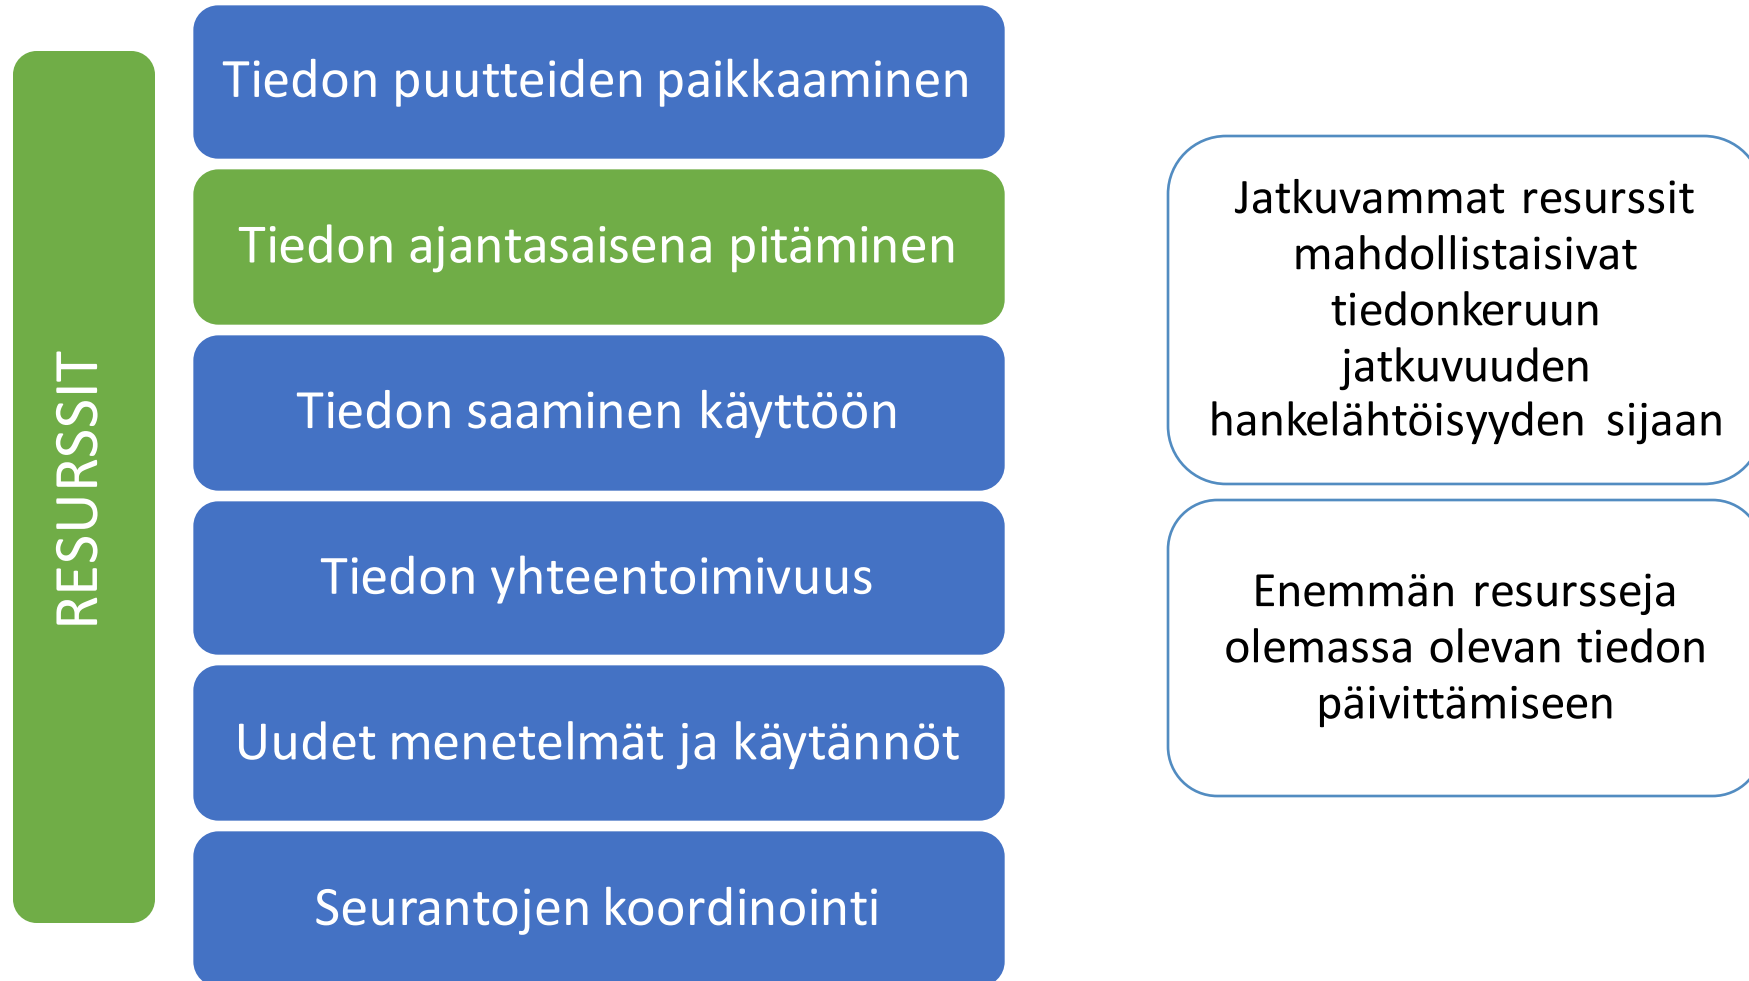 RESURSSIT
Tiedon puutteiden paikkaaminen
Tiedon ajantasaisena pitäminen
Tiedon saaminen käyttöön
Tiedon yhteentoimivuus
Uudet menetelmät ja käytännöt
Seurantojen koordinointi
Jatkuvammat resurssit
mahdollistaisivat
tiedonkeruun
jatkuvuuden
hankelähtöisyyden sijaan
Enemmän resursseja
olemassa olevan tiedon
päivittämiseen